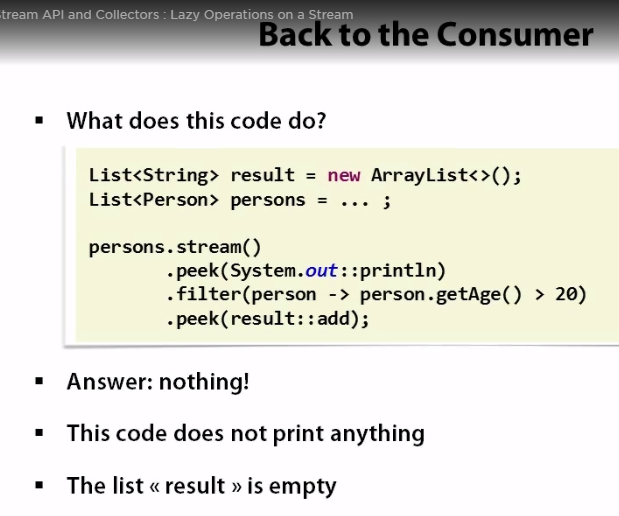 tream API and Collectors : Lazy Operations on a Stream
Back to the Consumer
▪ What does this code do?
List<String> result = new ArrayList<>();
List<Person> persons = ... ;
persons.stream()
.peek(System.out::println)
.filter(person -> person.getAge() > 20)
.peek(result::add);
▪ Answer: nothing!
▪ This code does not print anything
▪ The list « result » is empty